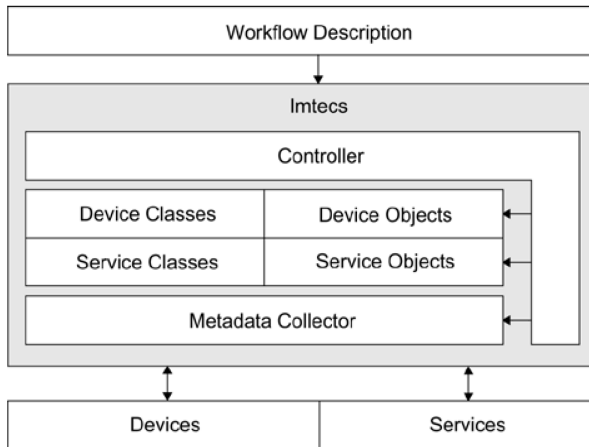 Workflow Description
Imtecs
Controller
Device Classes
Device Objects
Service Classes
Service Objects
Metadata Collector
Devices
Services